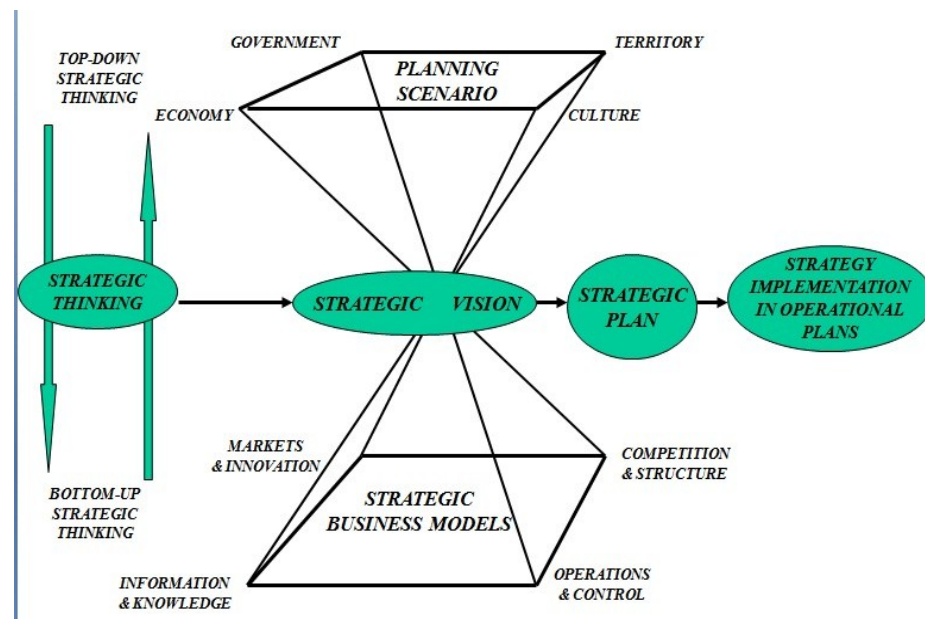 GOVERNMENT
TERRITORY
TOP-DOWN
STRATEGIC
THINKING
PLANNING
SCENARIO
ECONOMY
CULTURE
STRATEGIC
THINKING
STRATEGIC VISION
STRATEGIC
PLAN
STRATEGY
IMPLEMENTATION
IN OPERATIONAL
PLANS
MARKETS
& INNOVATION
COMPETITION
& STRUCTURE
BOTTOM-UP
STRATEGIC
THINKING
STRATEGIC
BUSINESS MODELS
INFORMATION
& KNOWLEDGE
OPERATIONS
& CONTROL